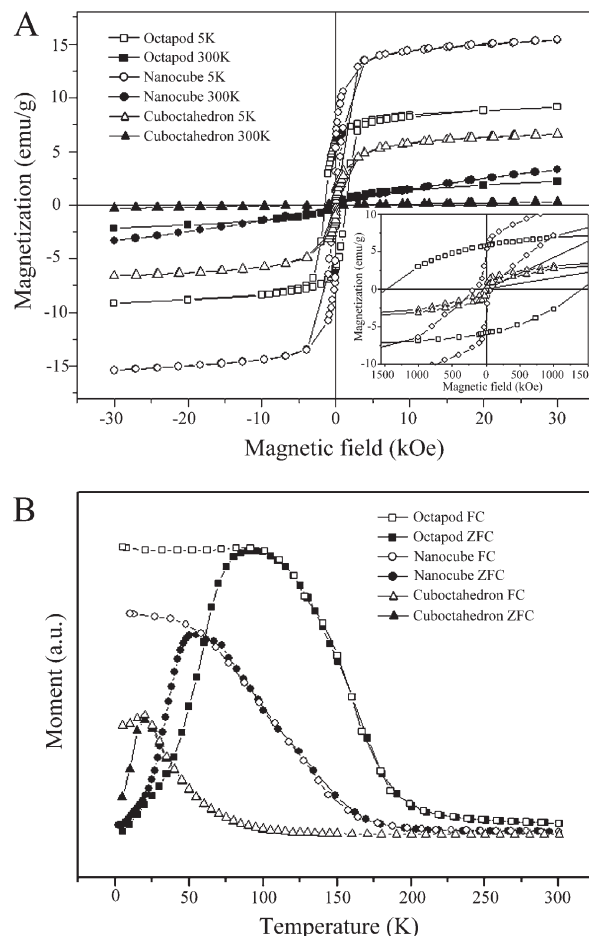 A
Octapod 5K
Octapod 300K
Nanocube 5K
Nanocube 300K
Cuboctahedron 5K
Cuboctahedron 300K
Magnetization (emu/g)
15
10
5
0
-5
-10
-15
-30
-20
-10
0
10
20
30
Magnetic field (kOe)
Magnetization (emu/g)
10
5
0
-5
-10
1500
1000
500
0
500
1000
1500
Magnetic field (kOe)
B
Octapod FC
Octapod ZFC
Nanocube FC
Nanocube ZFC
Cuboctahedron FC
Cuboctahedron ZFC
Moment (a.u.)
0
50
100
150
200
250
300
Temperature (K)